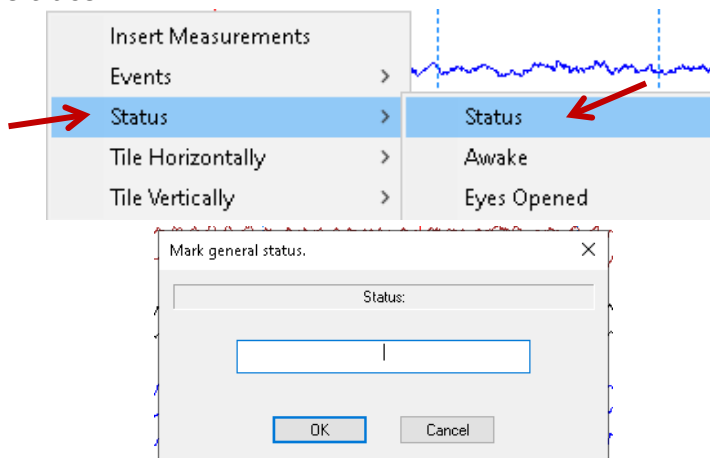 Insert Measurements
Events >
Status > Status
Tile Horizontally > Awake
Tile Vertically > Eyes Opened
Mark general status.
Status:
OK Cancel